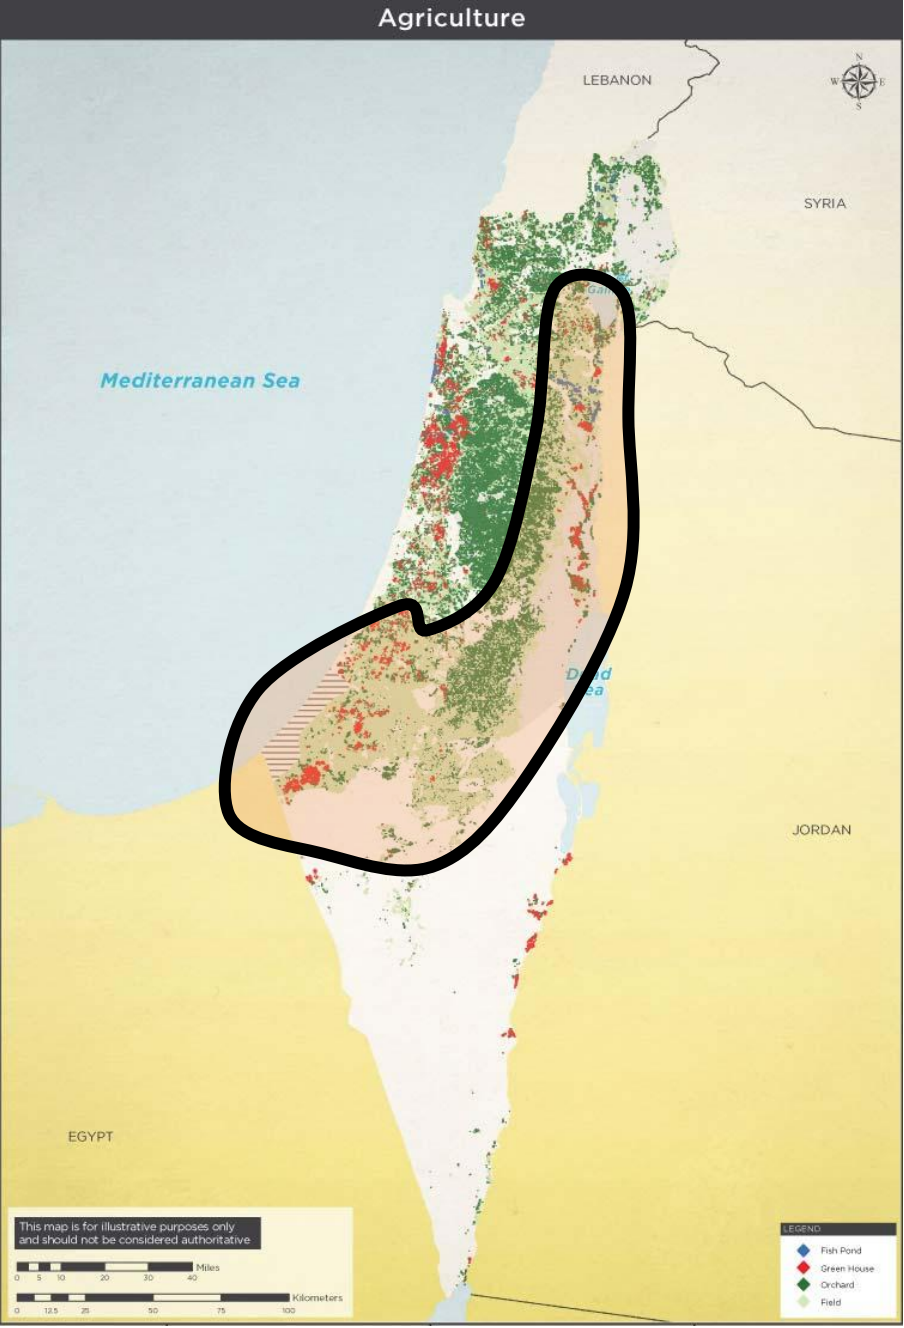 Agriculture
N
W E
S
LEBANON
SYRIA
Mediterranean Sea
JORDAN
EGYPT
This map is for illustrative purposes only
and should not be considered authoritative
Miles
0 5 10 20 30 40
Kilometers
0 12.5 25 50 75 100
LEGEND
Fish Pond
Green House
Orchard
Field